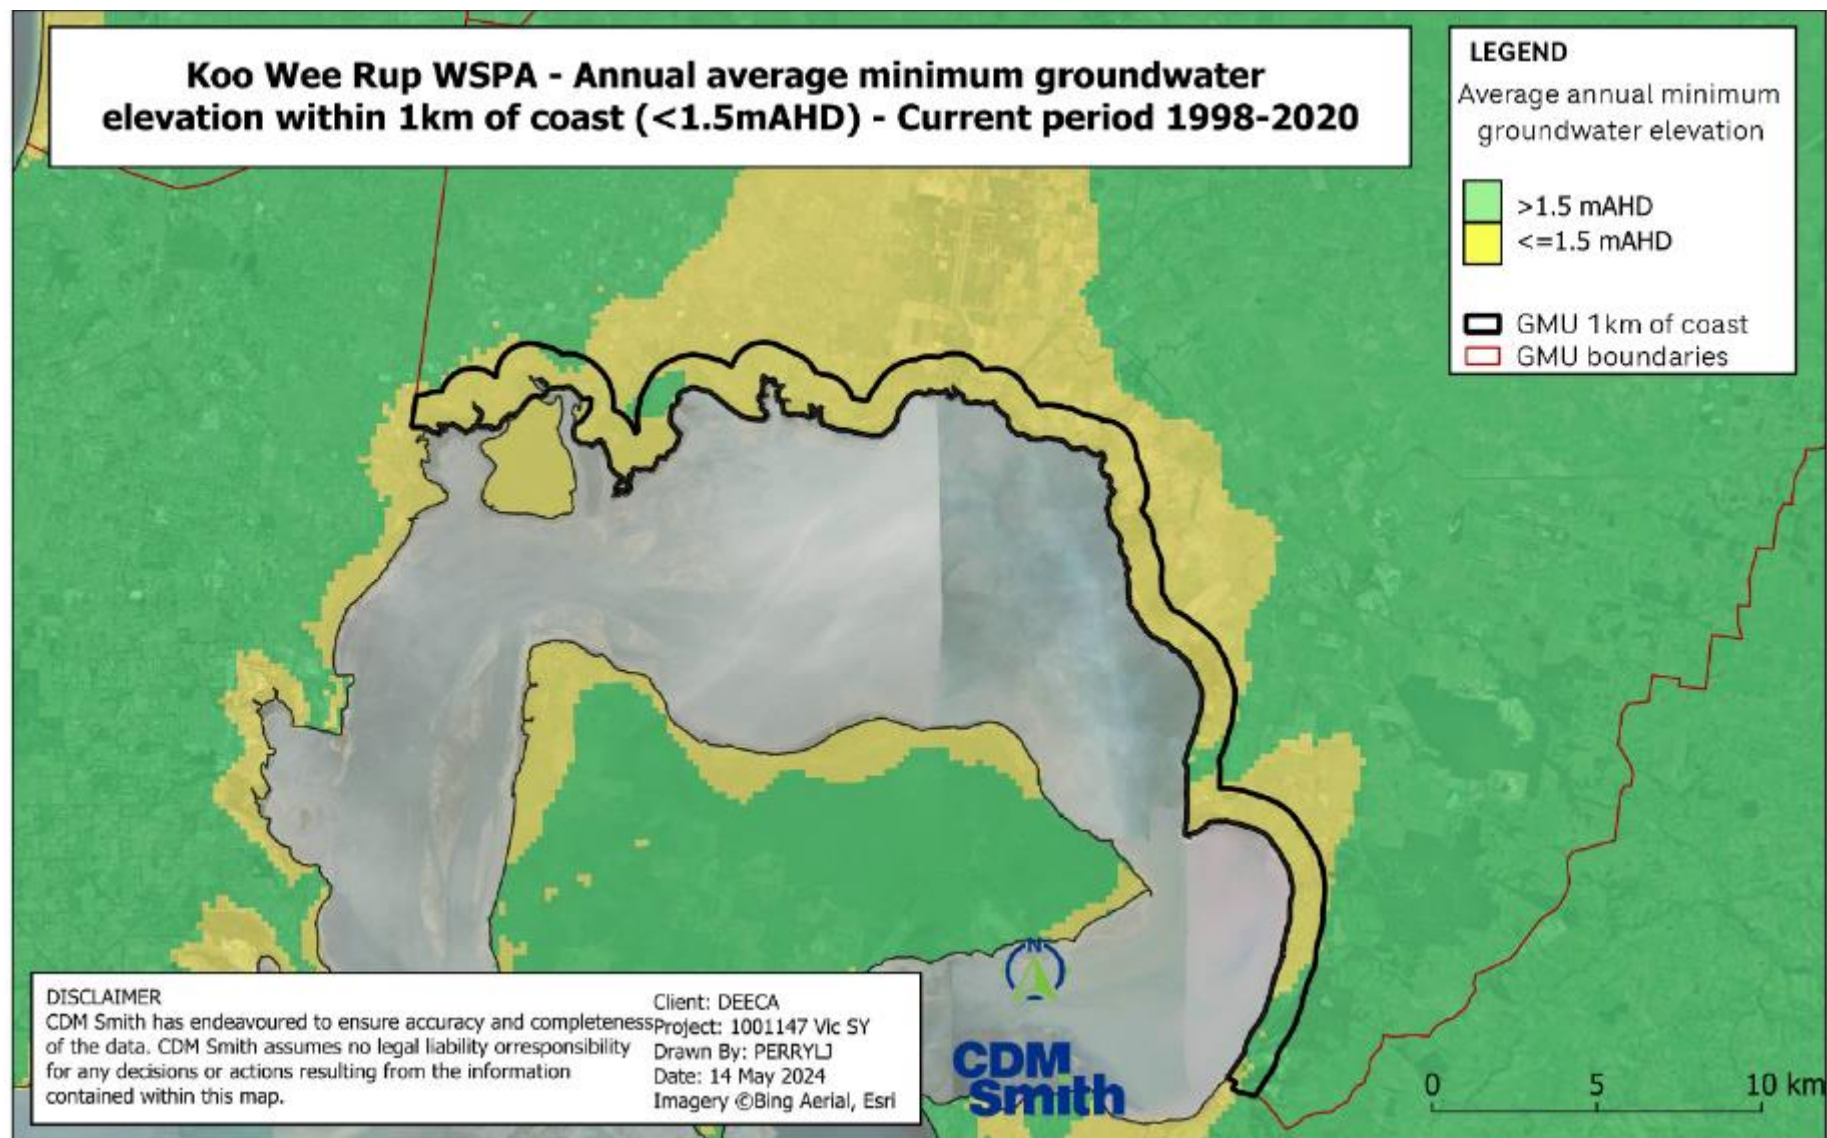 Koo Wee Rup WSPA - Annual average minimum groundwater
elevation within 1km of coast (<1.5mAHD) - Current period 1998-2020
LEGEND
Average annual minimum
groundwater elevation
>1.5 mAHD
<=1.5 mAHD
GMU 1km of coast
GMU boundaries
DISCLAIMER
CDM Smith has endeavoured to ensure accuracy and completeness
of the data. CDM Smith assumes no legal liability orresponsibility
for any decisions or actions resulting from the information
contained within this map.
Client: DEECA
Project: 1001147 Vic SY
Drawn By: PERRYLJ
Date: 14 May 2024
Imagery ©Bing Aerial, Esri
N
CDM
Smith
0 5 10 km